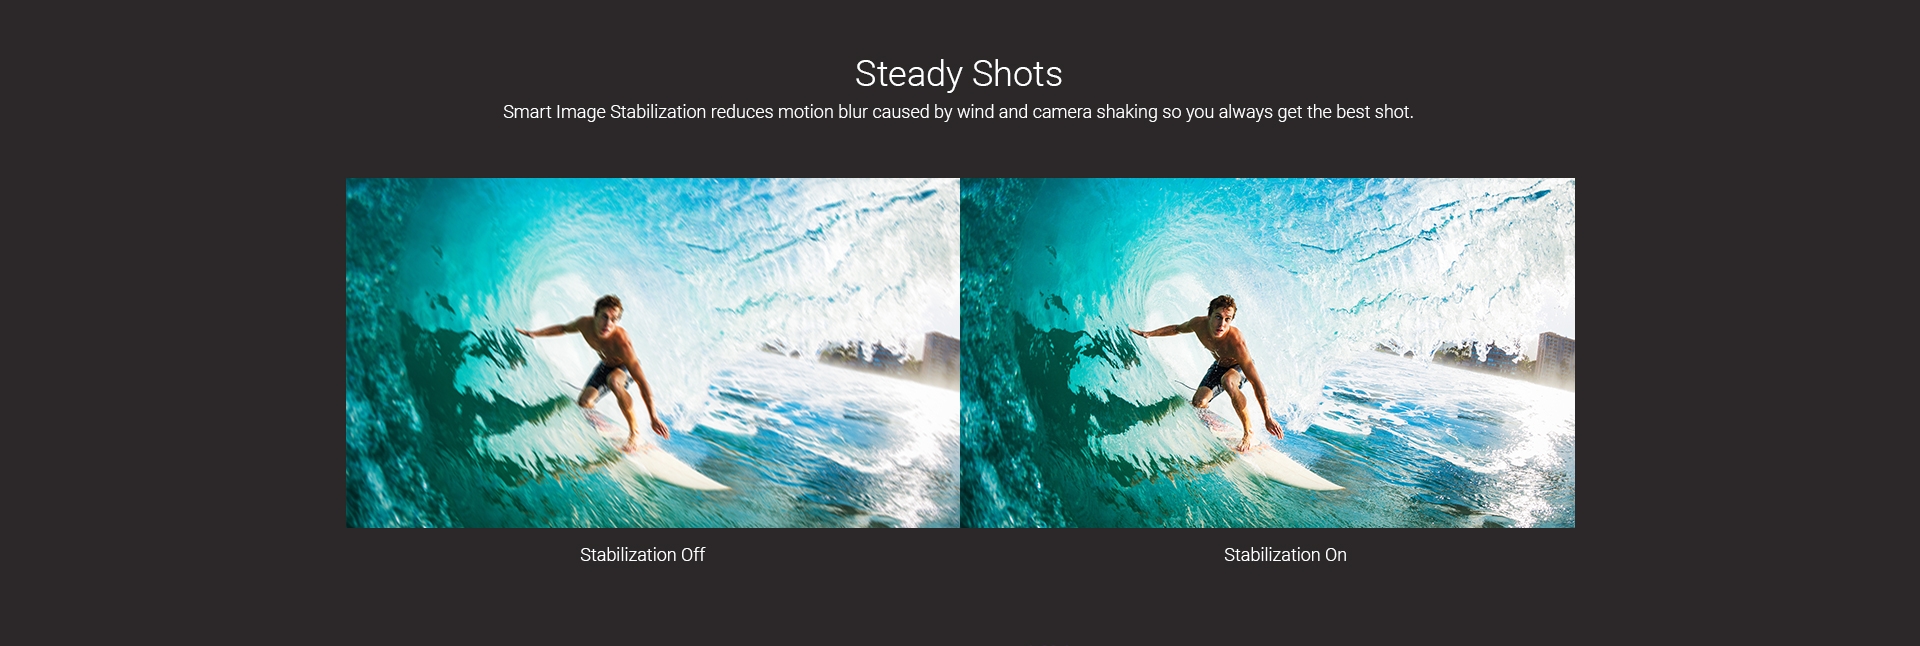 Steady Shots
Smart Image Stabilization reduces motion blur caused by wind and camera shaking so you always get the best shot.
Stabilization Off
Stabilization On